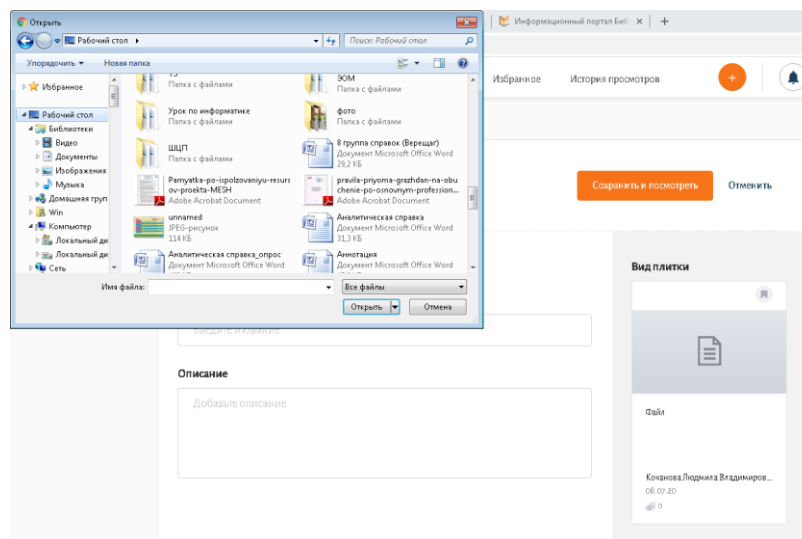 Открыть
Информационный портал Биб
Рабочий стол
Поиск: Рабочий стол
Упорядочить
Новая папка
Избранное
История просмотров
+
Избранное
Рабочий стол
Библиотеки
Видео
Документы
Изображения
Музыка
Домашняя груп
Win
Компьютер
Локальный ди
Локальный ди
Сеть
Папка с файлами
ЭОМ
Папка с файлами
Урок по информатике
Папка с файлами
фото
Папка с файлами
ШЦП
Папка с файлами
8 группа справок (Верещаг)
Документ Microsoft Office Word
29,2 КБ
Pamyatka-po-ispolzovaniyu-resurs
ov-proekta-MESH
Adobe Acrobat Document
pravila-priyoma-grazhdan-na-obu
chenie-po-osnovnym-profession...
Adobe Acrobat Document
unnamed
JPEG-рисунок
114 КБ
Аналитическая справка
Документ Microsoft Office Word
31,3 КБ
Аналитическая справка_опрос
Документ Microsoft Office Word
Аннотация
Документ Microsoft Office Word
Имя файла:
Все файлы
Открыть
Отмена
Сохранить и посмотреть
Отменить
Введите название
Описание
Добавьте описание
Вид плитки
Файл
Кочанова Людмила Владимиров...
08.07.20
0